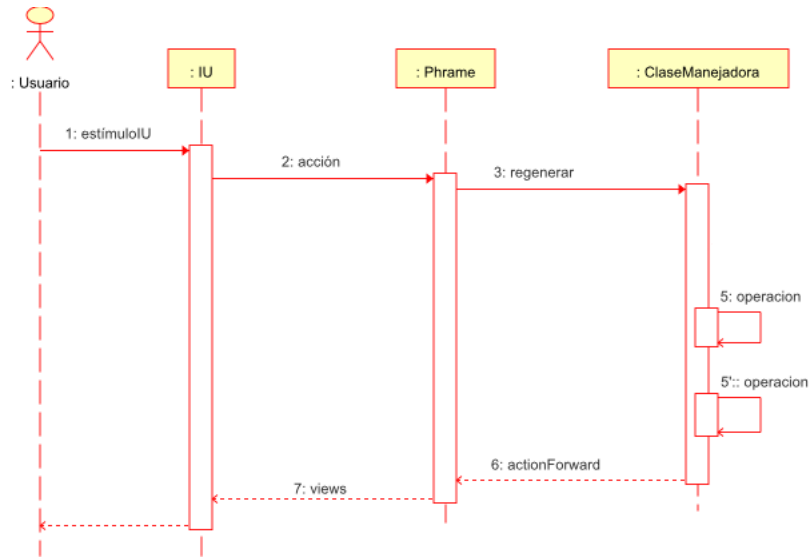 : Usuario
: IU
: Phrame
: ClaseManejadora
1: estímuloIU
2: acción
3: regenerar
5: operacion
5':: operacion
6: actionForward
7: views